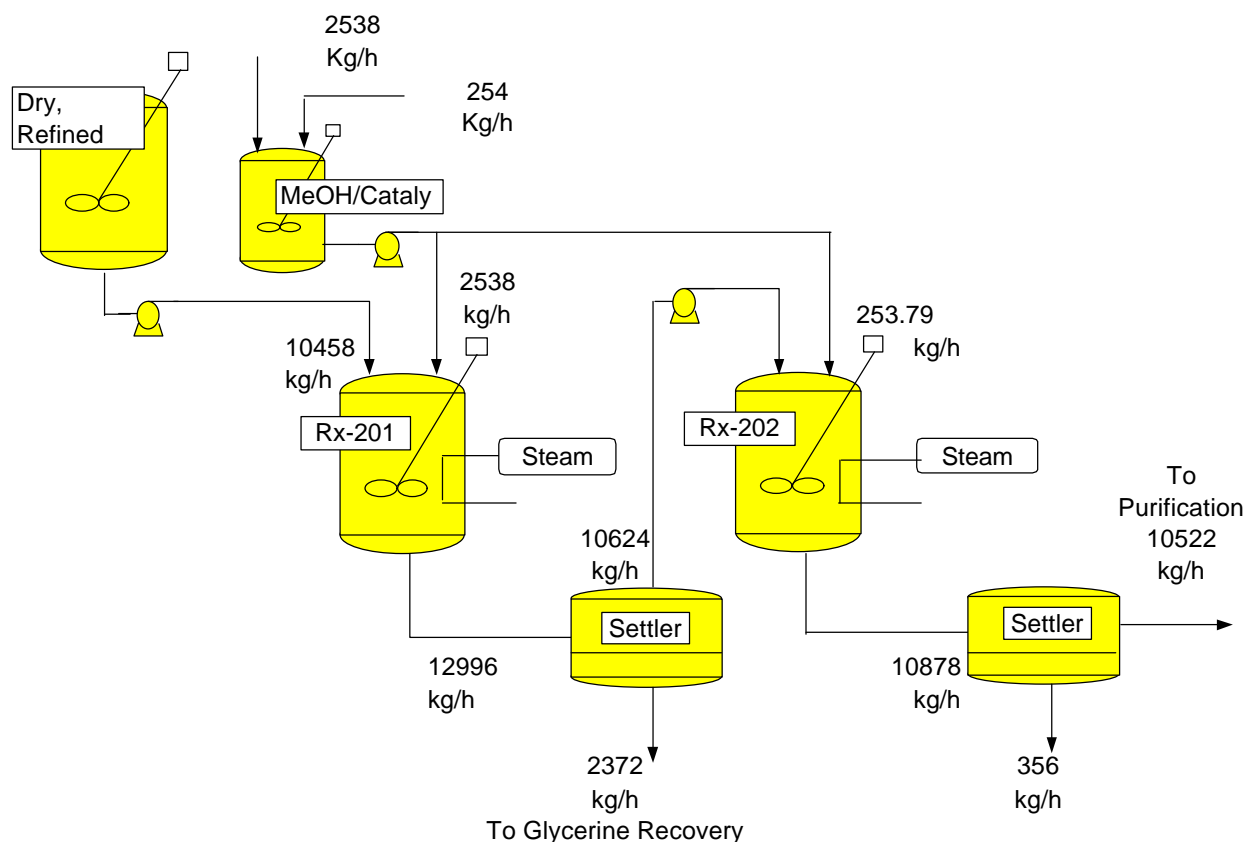 2538
Kg/h
254
Kg/h
Dry,
Refined
MeOH/Cataly
2538
kg/h
253.79
kg/h
10458
kg/h
Rx-201
Steam
Rx-202
Steam
To
Purification
10522
kg/h
10624
kg/h
Settler
Settler
12996
kg/h
10878
kg/h
2372
kg/h
To Glycerine Recovery
356
kg/h